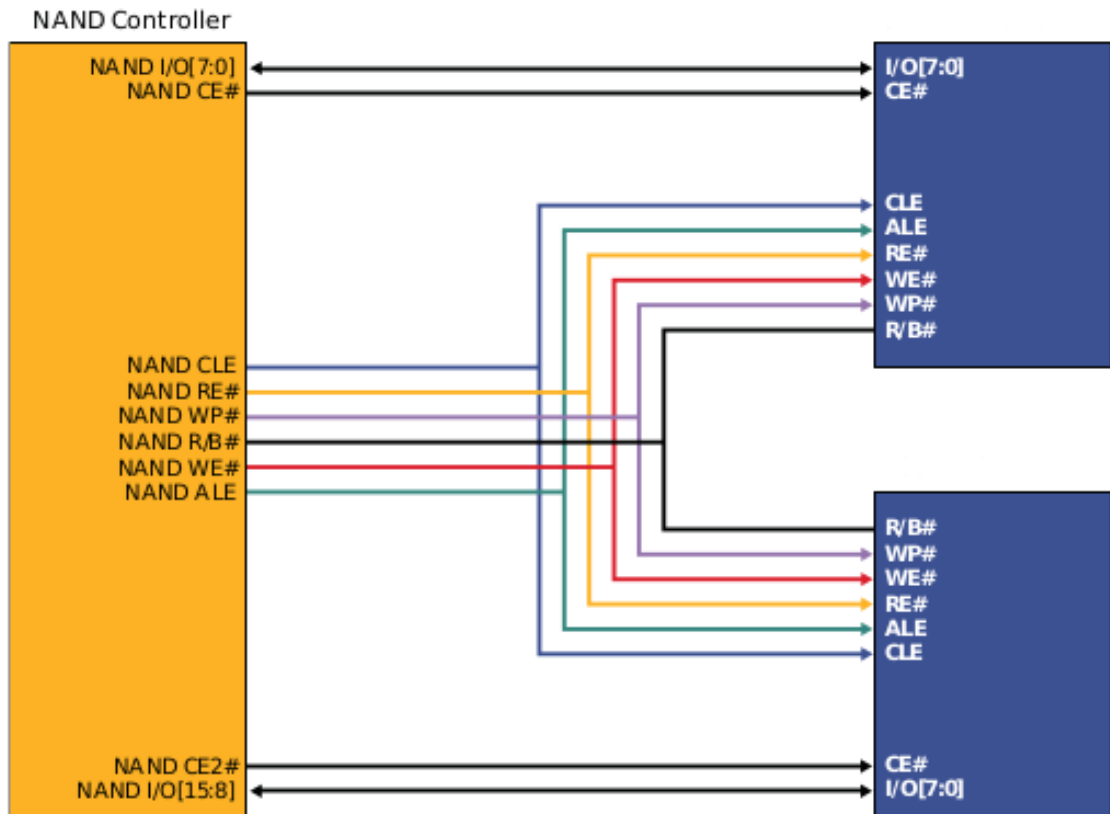 NAND Controller
NAND I/O[7:0]
NAND CE#
NAND CLE
NAND RE#
NAND WP#
NAND R/B#
NAND WE#
NAND ALE
NAND CE2#
NAND I/O[15:8]
I/O[7:0]
CE#
CLE
ALE
RE#
WE#
WP#
R/B#
R/B#
WP#
WE#
RE#
ALE
CLE
CE#
I/O[7:0]